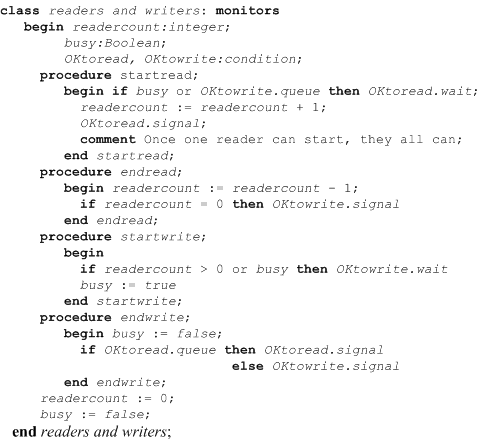 class readers and writers: monitors
begin readercount:integer;
busy:Boolean;
OKtoread, OKtowrite:condition;
procedure startread;
begin if busy or OKtowrite.queue then OKtoread.wait;
readercount := readercount + 1;
OKtoread.signal;
comment Once one reader can start, they all can;
end startread;
procedure endread;
begin readercount := readercount - 1;
if readercount = 0 then OKtowrite.signal
end endread;
procedure startwrite;
begin
if readercount > 0 or busy then OKtowrite.wait
busy := true
end startwrite;
procedure endwrite;
begin busy := false;
if OKtoread.queue then OKtoread.signal
else OKtowrite.signal
end endwrite;
readercount := 0;
busy := false;
end readers and writers;